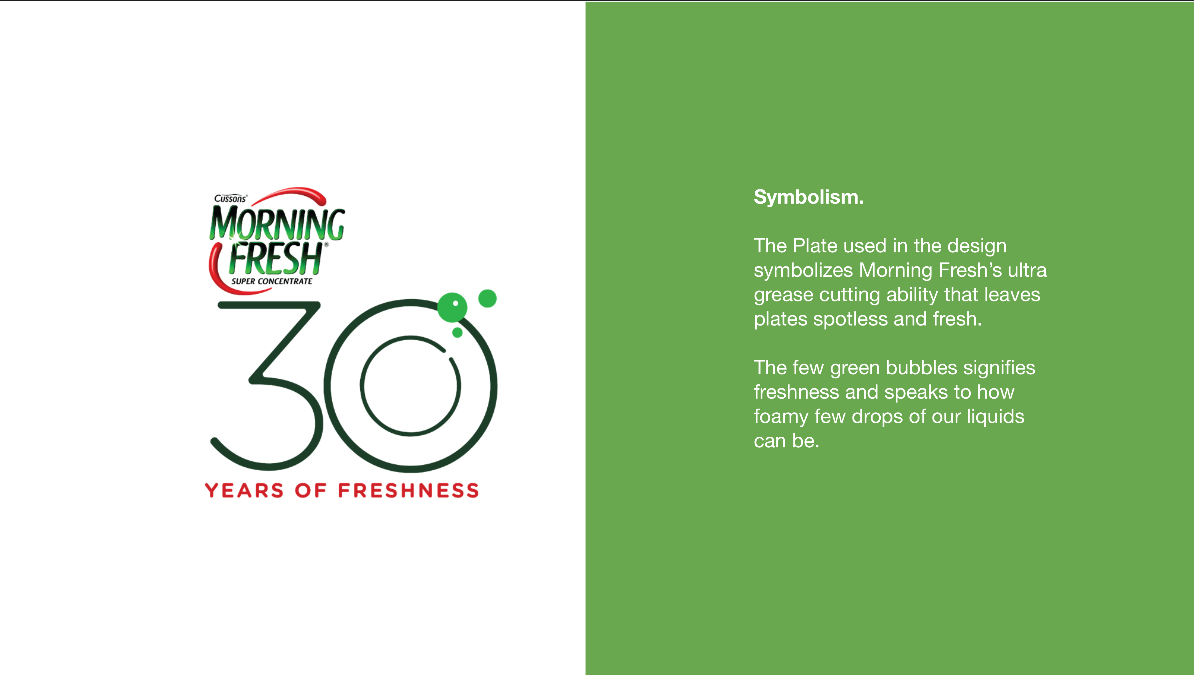 Cussons®
MORNING
FRESH®
SUPER CONCENTRATE
30
YEARS OF FRESHNESS
Symbolism.
The Plate used in the design
symbolizes Morning Fresh’s ultra
grease cutting ability that leaves
plates spotless and fresh.
The few green bubbles signifies
freshness and speaks to how
foamy few drops of our liquids
can be.